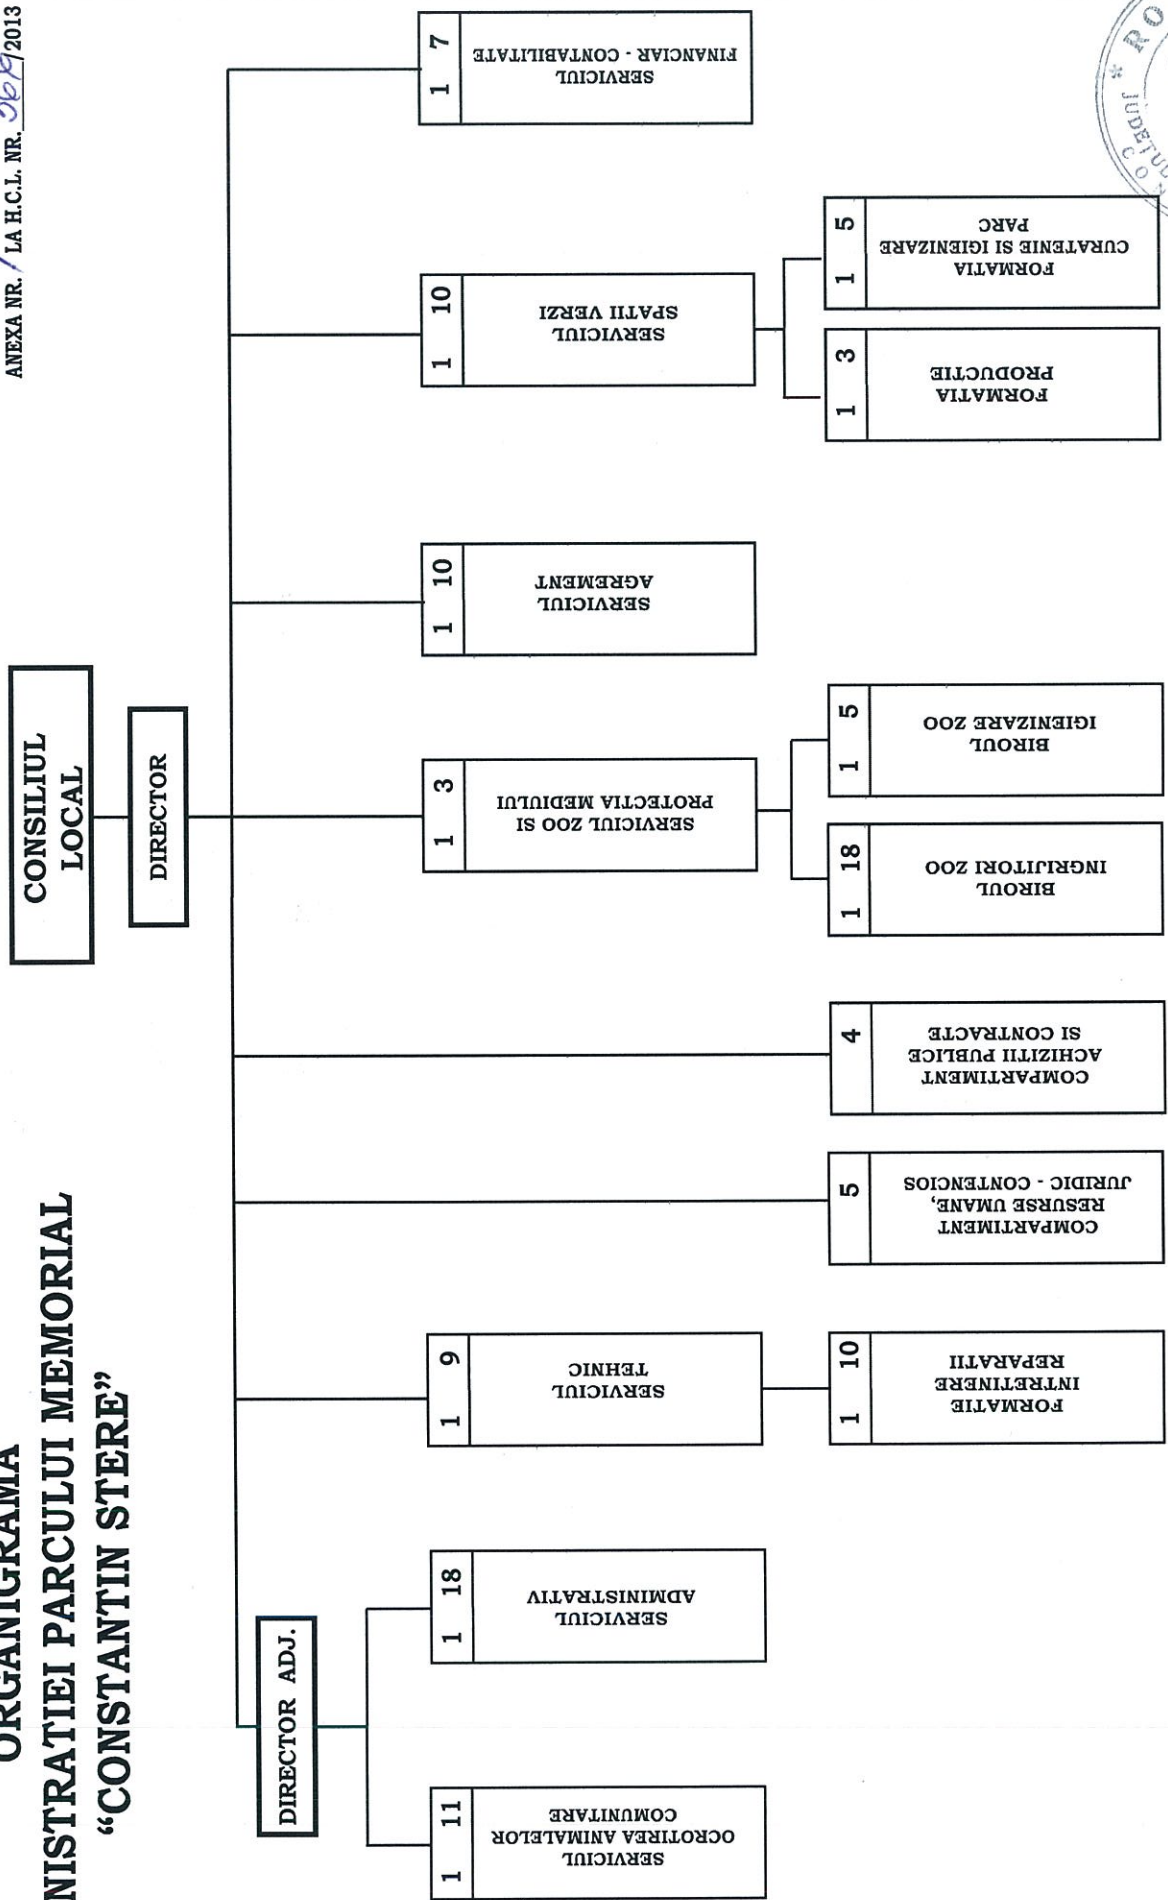 ANEXA NR. / LA H.C.L. NR. /2013
ORGANIGRAMA
NISTRATIEI PARCULUI MEMORIAL
“CONSTANTIN STERE”
CONSILIUL
LOCAL
DIRECTOR
DIRECTOR ADJ.
1 11
SERVICIUL
OCROTIREA ANIMALELOR
COMUNITARE
1 18
SERVICIUL
ADMINISTRATIV
1 9
SERVICIUL
TEHNIC
1 10
FORMATIE
INTRETINERE
REPARATII
5
COMPARTIMENT
RESURSE UMANE,
JURIDIC - CONTENCIOS
4
COMPARTIMENT
ACHIZITII PUBLICE
SI CONTRACTE
1 3
SERVICIUL ZOO SI
PROTECTIA MEDIULUI
1 18
BIROUL
INGRIJITORI ZOO
1 5
BIROUL
IGIENIZARE ZOO
1 10
SERVICIUL
AGREMENT
1 10
SERVICIUL
SPATII VERZI
1 3
FORMATIA
PRODUCTIE
1 5
FORMATIA
CURATENIE SI IGIENIZARE
PARC
1 7
SERVICIUL
FINANCIAR - CONTABILITATE
* RO
JUDETUL
CON